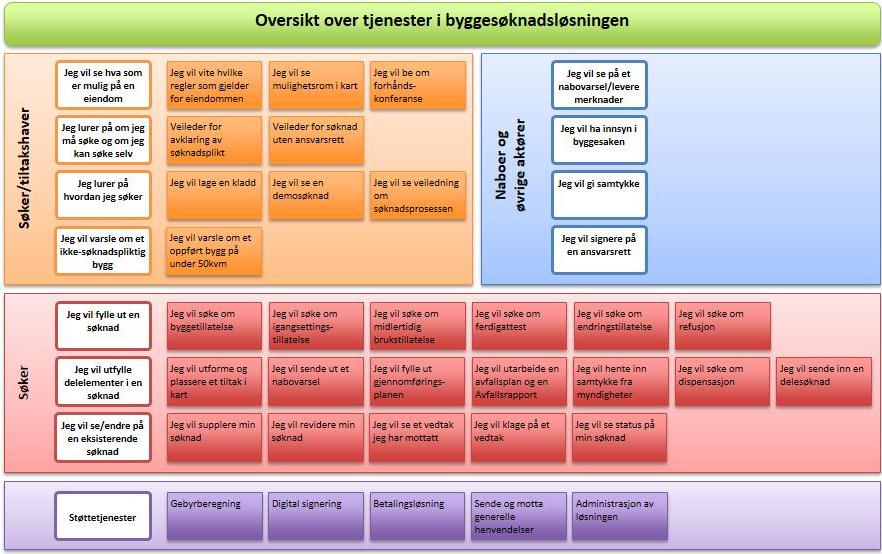 Oversikt over tjenester i byggesøknadsløsningen
Søker/tiltakshaver
Jeg vil se hva som
er mulig på en
eiendom
Jeg vil vite hvilke
regler som gjelder
for eiendommen
Jeg vil se
mulighetsrom i kart
Jeg vil be om
forhånds-
konferanse
Jeg lurer på om jeg
må søke og om jeg
kan søke selv
Veileder for
avklaring av
søknadsplikt
Veileder for søknad
uten ansvarsrett
Jeg lurer på
hvordan jeg søker
Jeg vil lage en kladd
Jeg vil se en
demosøknad
Jeg vil se veiledning
om
søknadsprosessen
Jeg vil varsle om et
ikke-søknadspliktig
bygg
Jeg vil varsle om et
oppført bygg på
under 50kvm
Naboer og
øvrige aktører
Jeg vil se på et
nabovarsel/levere
merknader
Jeg vil ha innsyn i
byggesaken
Jeg vil gi samtykke
Jeg vil signere på
en ansvarsrett
Søker
Jeg vil fylle ut en
søknad
Jeg vil søke om
byggetillatelse
Jeg vil søke om
igangsettings-
tillatelse
Jeg vil søke om
midlertidig
brukstillatelse
Jeg vil søke om
ferdigattest
Jeg vil søke om
endringstillatelse
Jeg vil søke om
refusjon
Jeg vil utfylle
delelementer i en
søknad
Jeg vil utforme og
plassere et tiltak i
kart
Jeg vil sende ut et
nabovarsel
Jeg vil fylle ut
gjennomførings-
planen
Jeg vil utarbeide en
avfallsplan og en
Avfallsrapport
Jeg vil hente inn
samtykke fra
myndigheter
Jeg vil søke om
dispensasjon
Jeg vil sende inn en
delesøknad
Jeg vil se/endre på
en eksisterende
søknad
Jeg vil supplere min
søknad
Jeg vil revidere min
søknad
Jeg vil se et vedtak
jeg har mottatt
Jeg vil klage på et
vedtak
Jeg vil se status på
min søknad
Støttetjenester
Gebyrberegning
Digital signering
Betalingsløsning
Sende og motta
generelle
henvendelser
Administrasjon av
løsningen